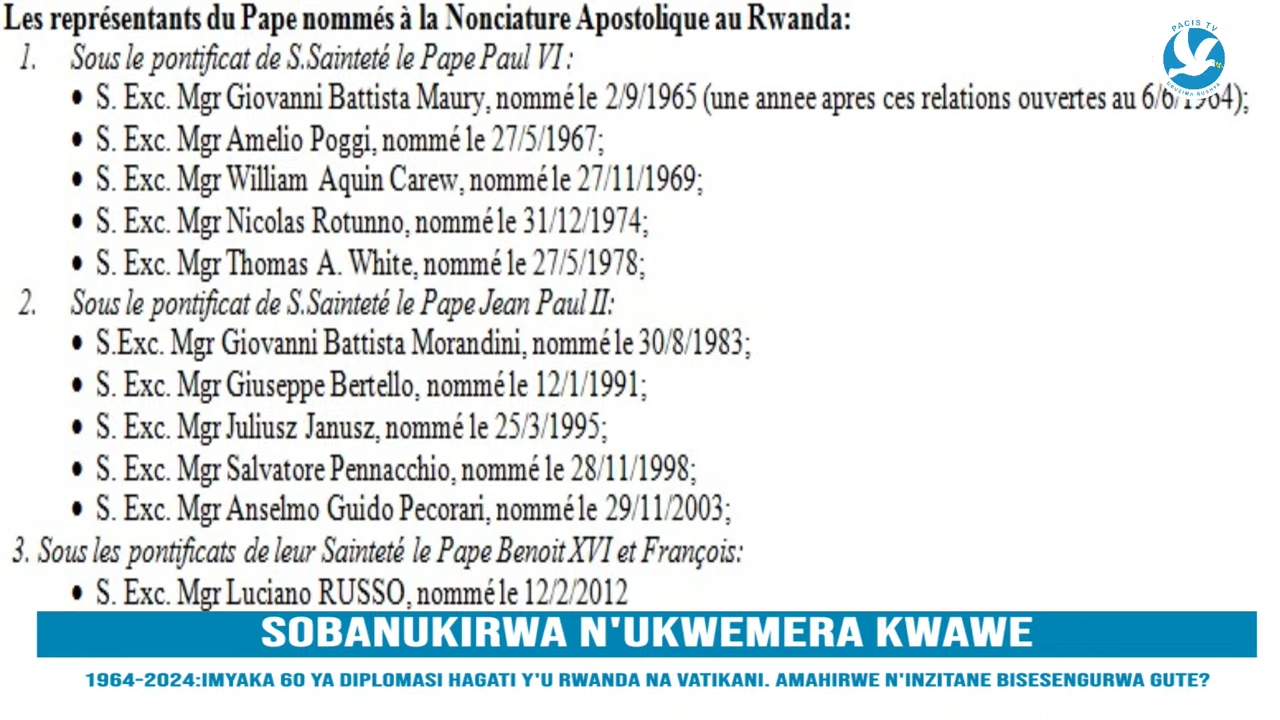 Les représentants du Pape nommés à la Nonciature Apostolique au Rwanda:
PACIS TV
1. Sous le pontificat de S.Sainteté le Pape Paul VI :
• S. Exc. Mgr Giovanni Battista Maury, nommé le 2/9/1965 (une annee apres ces relations ouvertes au 6/6/1964);
• S. Exc. Mgr Amelio Poggi, nommé le 27/5/1967;
• S. Exc. Mgr William Aquin Carew, nommé le 27/11/1969;
• S. Exc. Mgr Nicolas Rotunno, nommé le 31/12/1974;
• S. Exc. Mgr Thomas A. White, nommé le 27/5/1978;
2. Sous le pontificat de S.Sainteté le Pape Jean Paul II:
• S.Exc. Mgr Giovanni Battista Morandini, nommé le 30/8/1983;
• S. Exc. Mgr Giuseppe Bertello, nommé le 12/1/1991;
• S. Exc. Mgr Juliusz Janusz, nommé le 25/3/1995;
• S. Exc. Mgr Salvatore Pennacchio, nommé le 28/11/1998;
• S. Exc. Mgr Anselmo Guido Pecorari, nommé le 29/11/2003;
3. Sous les pontificats de leur Sainteté le Pape Benoit XVI et François:
• S. Exc. Mgr Luciano RUSSO, nommé le 12/2/2012
SOBANUKIRWA N'UKWEMERA KWAWE
1964-2024:IMYAKA 60 YA DIPLOMASI HAGATI Y'U RWANDA NA VATIKANI. AMAHIRWE N'INZITANE BISESENGURWA GUTE?